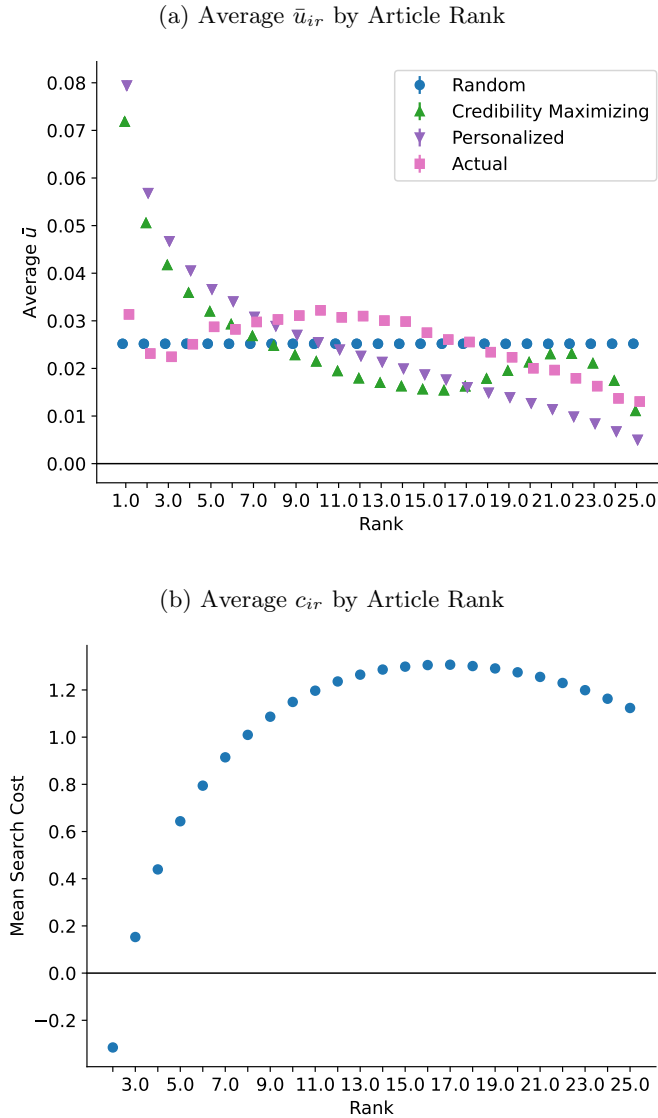 (a) Average ūᵢᵣ by Article Rank
0.08
0.07
0.06
0.05
0.04
0.03
0.02
0.01
0.00
Average ū
Random
Credibility Maximizing
Personalized
Actual
1.0 3.0 5.0 7.0 9.0 11.0 13.0 15.0 17.0 19.0 21.0 23.0 25.0
Rank
(b) Average cᵢᵣ by Article Rank
1.2
1.0
0.8
0.6
0.4
0.2
0.0
−0.2
Mean Search Cost
3.0 5.0 7.0 9.0 11.0 13.0 15.0 17.0 19.0 21.0 23.0 25.0
Rank